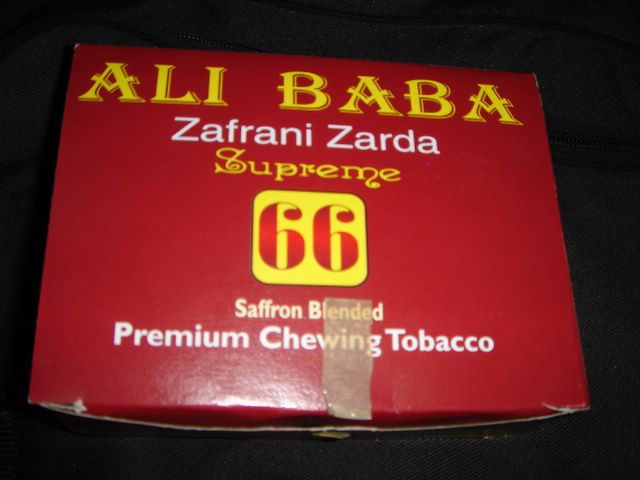 ALI BABA
Zafrani Zarda
Supreme
66
Saffron Blended
Premium Chewing Tobacco